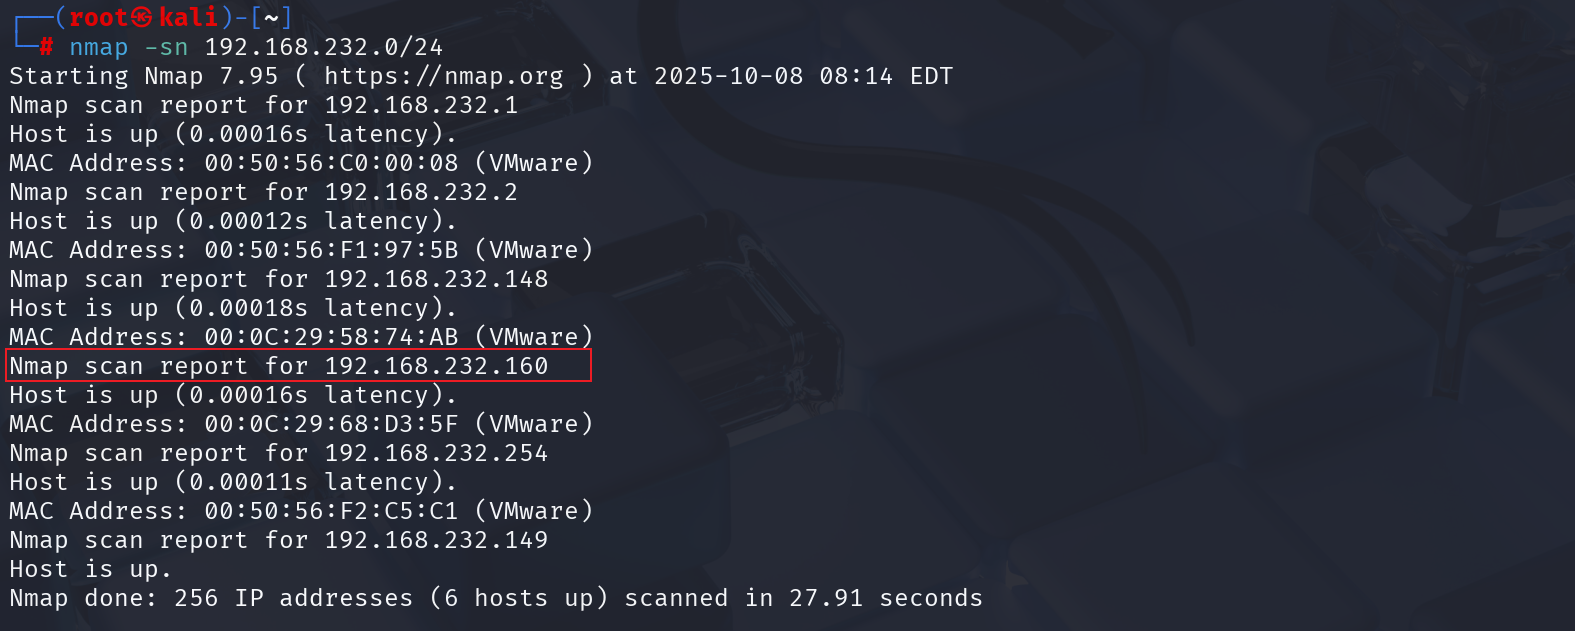 ┌──(root㉿kali)-[~]
└─# nmap -sn 192.168.232.0/24
Starting Nmap 7.95 ( https://nmap.org ) at 2025-10-08 08:14 EDT
Nmap scan report for 192.168.232.1
Host is up (0.00016s latency).
MAC Address: 00:50:56:C0:00:08 (VMware)
Nmap scan report for 192.168.232.2
Host is up (0.00012s latency).
MAC Address: 00:50:56:F1:97:5B (VMware)
Nmap scan report for 192.168.232.148
Host is up (0.00018s latency).
MAC Address: 00:0C:29:58:74:AB (VMware)
Nmap scan report for 192.168.232.160
Host is up (0.00016s latency).
MAC Address: 00:0C:29:68:D3:5F (VMware)
Nmap scan report for 192.168.232.254
Host is up (0.00011s latency).
MAC Address: 00:50:56:F2:C5:C1 (VMware)
Nmap scan report for 192.168.232.149
Host is up.
Nmap done: 256 IP addresses (6 hosts up) scanned in 27.91 seconds